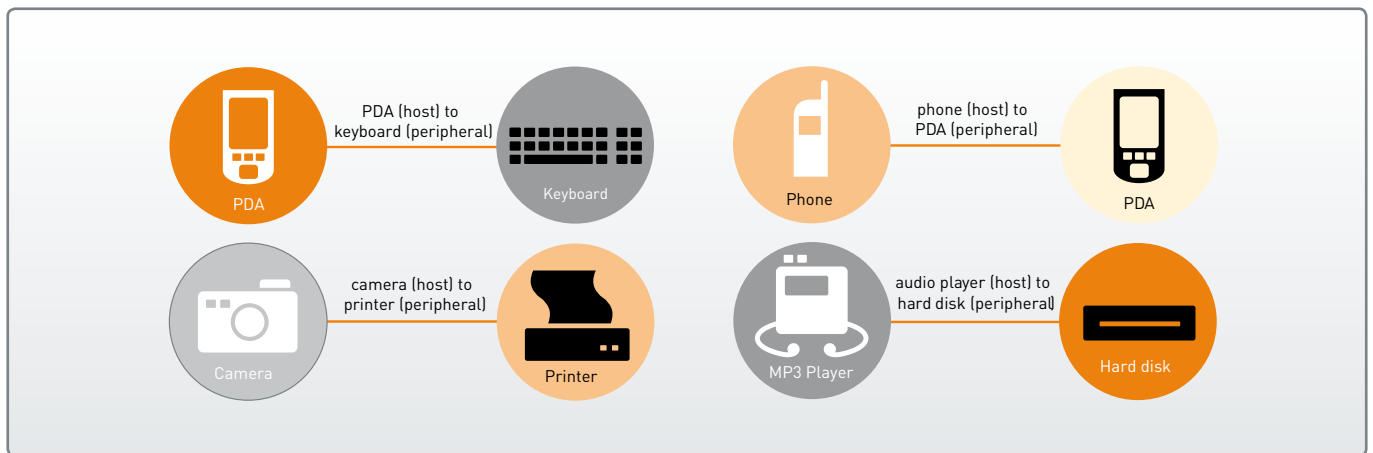 PDA (host) to
keyboard (peripheral)
PDA
Keyboard
phone (host) to
PDA (peripheral)
Phone
PDA
camera (host) to
printer (peripheral)
Camera
Printer
audio player (host) to
hard disk (peripheral)
MP3 Player
Hard disk